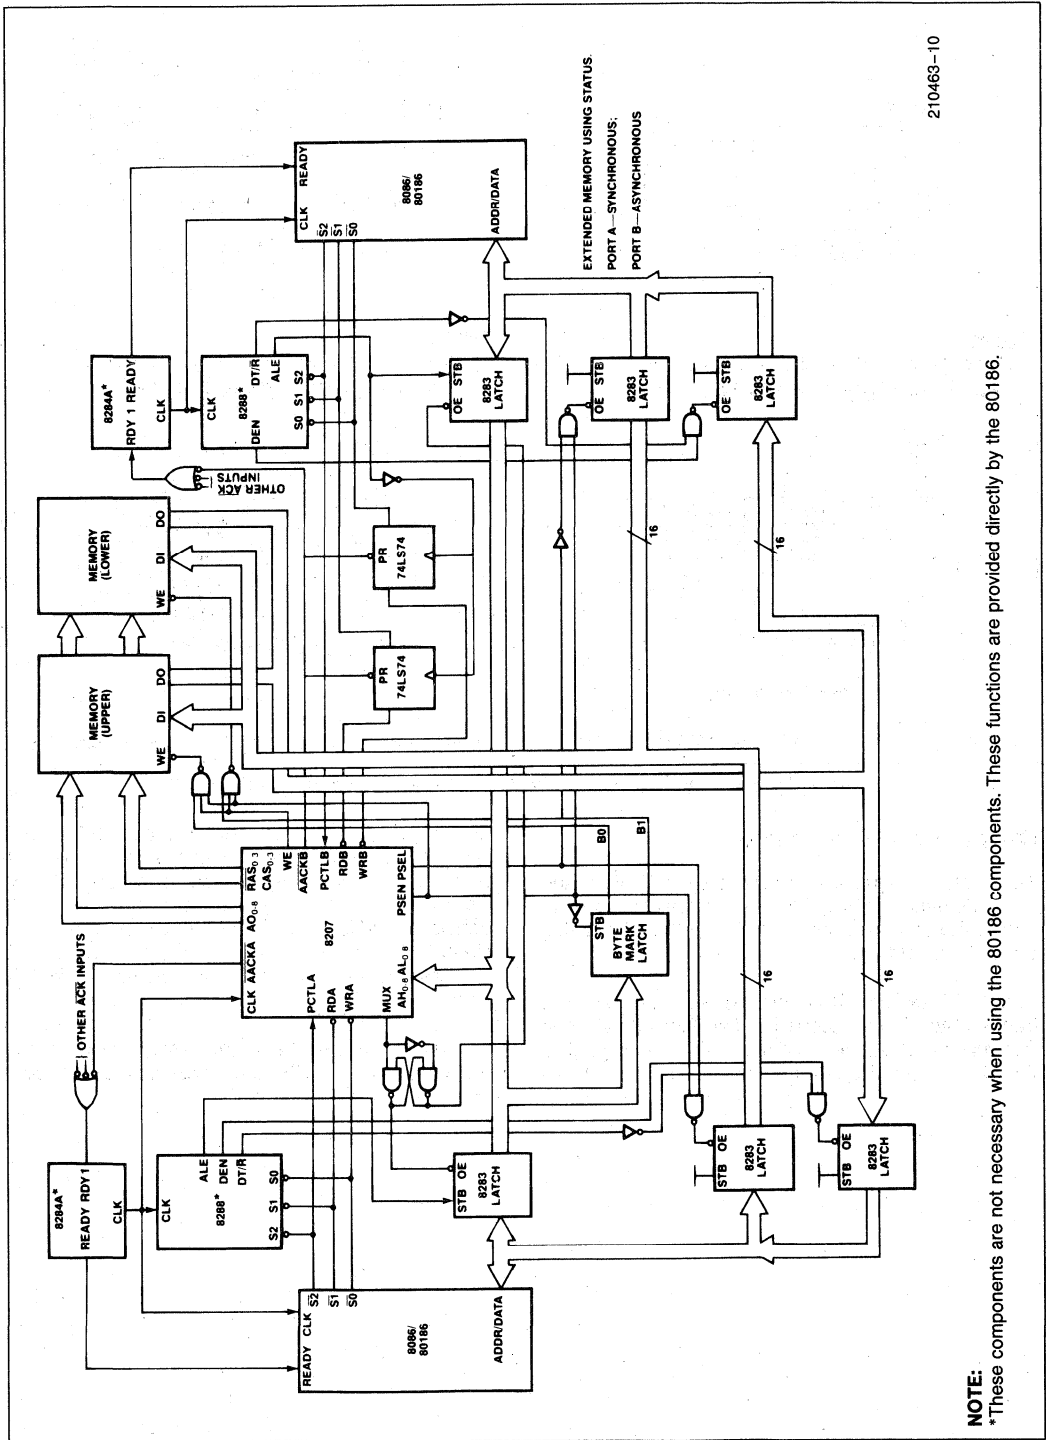 8284A*
READY RDY1
CLK
OTHER ACK INPUTS
CLK
8288*
ALE
DEN
DT/R
S2
S1
S0
READY CLK
8086/
80186
S2
S1
S0
ADDR/DATA
STB OE
8283
LATCH
STB OE
8283
LATCH
STB OE
8283
LATCH
16
16
CLK AACKA AO0-8 RAS0-3
CAS0-3
8207
PCTLA
RDA
WRA
MUX
AH0-8 AL0-8
WE
AACKB
PCTLB
RDB
WRB
PSEN PSEL
STB
BYTE
MARK
LATCH
B0
B1
MEMORY
(UPPER)
WE DI DO
MEMORY
(LOWER)
WE DI DO
PR
74LS74
PR
74LS74
OTHER ACK
INPUTS
8284A*
RDY 1 READY
CLK
CLK
8288*
DEN
DT/R
ALE
S0
S1
S2
CLK READY
8086/
80186
S2
S1
S0
ADDR/DATA
OE STB
8283
LATCH
OE STB
8283
LATCH
OE STB
8283
LATCH
16
16
EXTENDED MEMORY USING STATUS.
PORT A—SYNCHRONOUS;
PORT B—ASYNCHRONOUS
210463-10
NOTE:
*These components are not necessary when using the 80186 components. These functions are provided directly by the 80186.